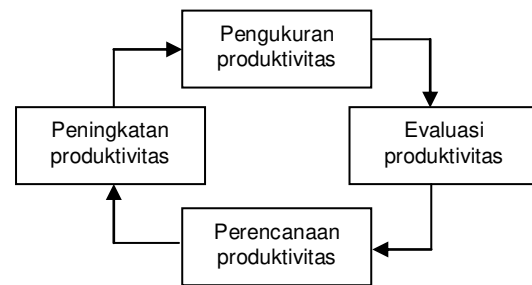 Pengukuran
produktivitas
Peningkatan
produktivitas
Evaluasi
produktivitas
Perencanaan
produktivitas